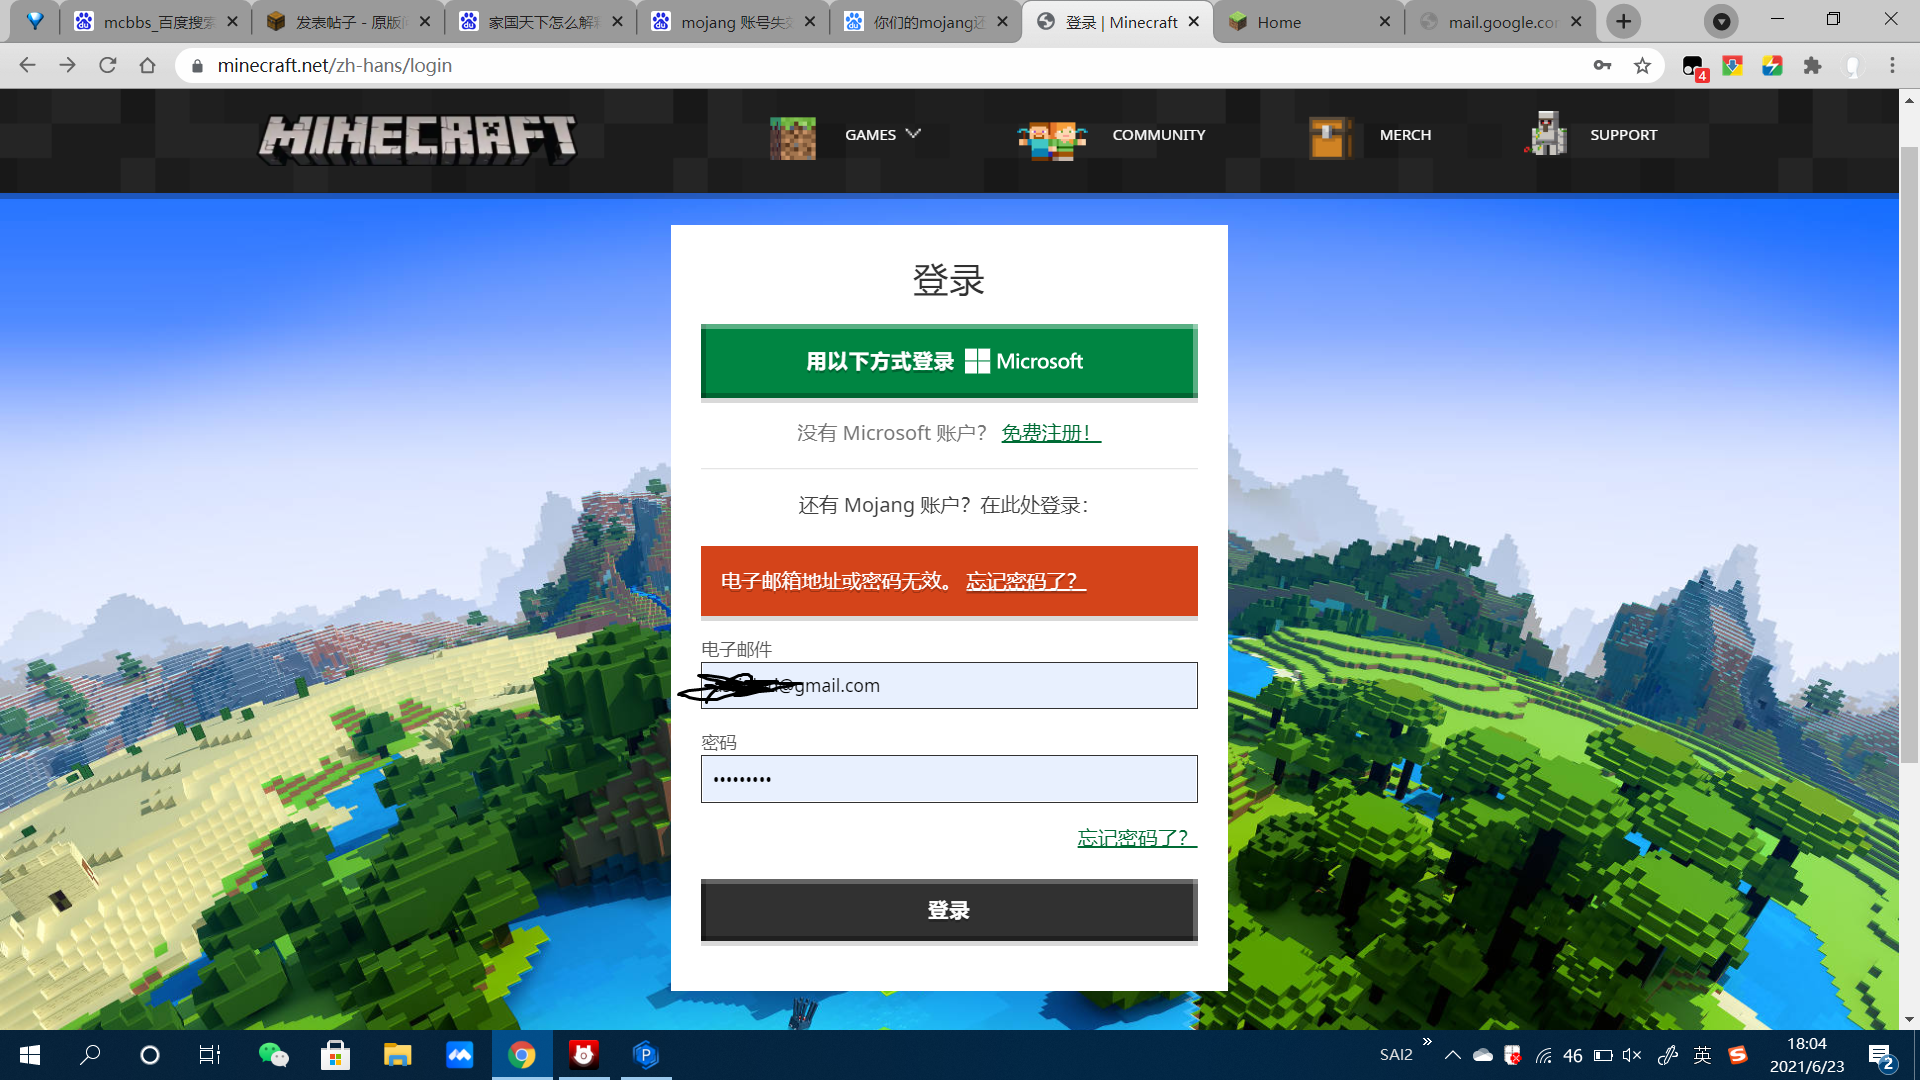 mcbbs_百度搜索
发表帖子 - 原版
家国天下怎么解
mojang 账号失
你们的mojang还
登录 | Minecraft
Home
mail.google.co
minecraft.net/zh-hans/login
4
MINECRAFT
GAMES
COMMUNITY
MERCH
SUPPORT
登录
用以下方式登录 Microsoft
没有 Microsoft 账户？ 免费注册！
还有 Mojang 账户？在此处登录：
电子邮箱地址或密码无效。 忘记密码了？
电子邮件
d@gmail.com
密码
•••••••••
忘记密码了？
登录
SAI2
46
英
18:04
2021/6/23
2